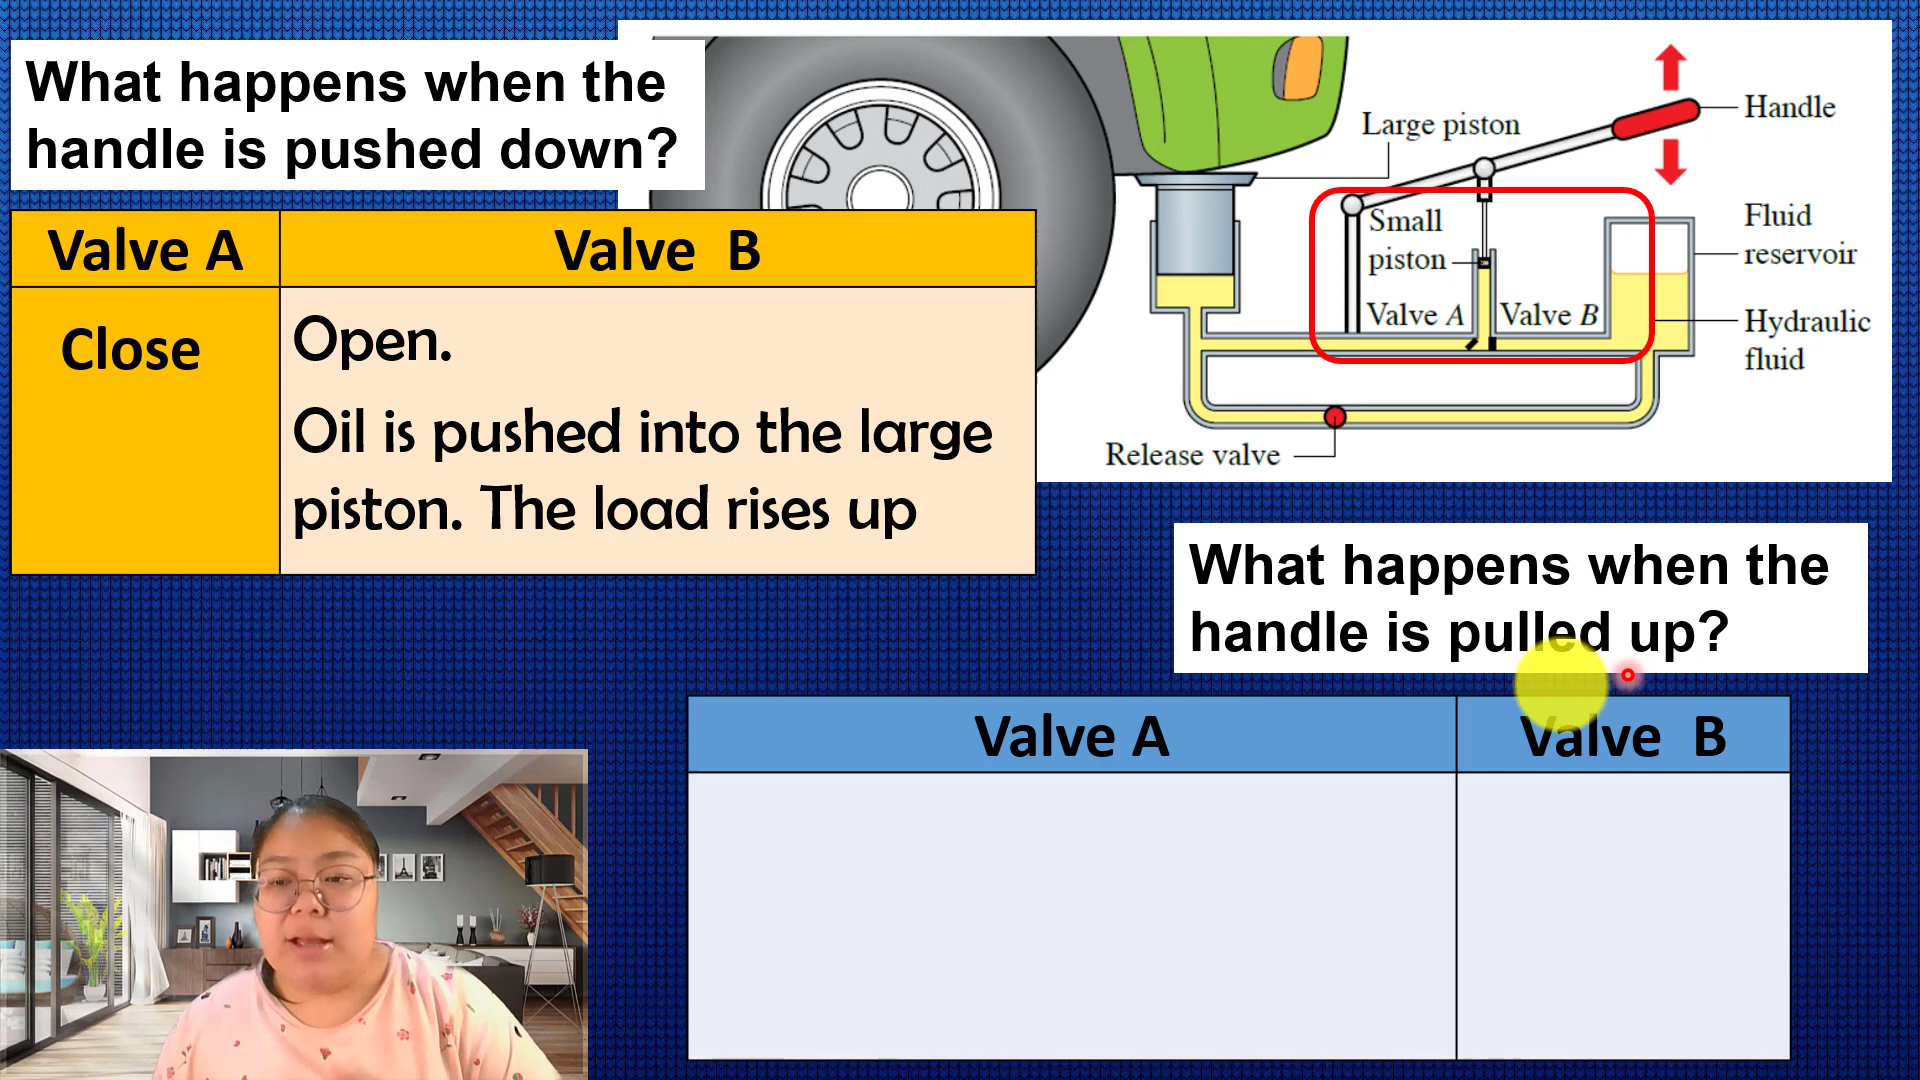 What happens when the
handle is pushed down?
Valve A
Valve B
Close
Open.
Oil is pushed into the large
piston. The load rises up
Large piston
Handle
Small
piston
Fluid
reservoir
Valve A
Valve B
Hydraulic
fluid
Release valve
What happens when the
handle is pulled up?
Valve A
Valve B